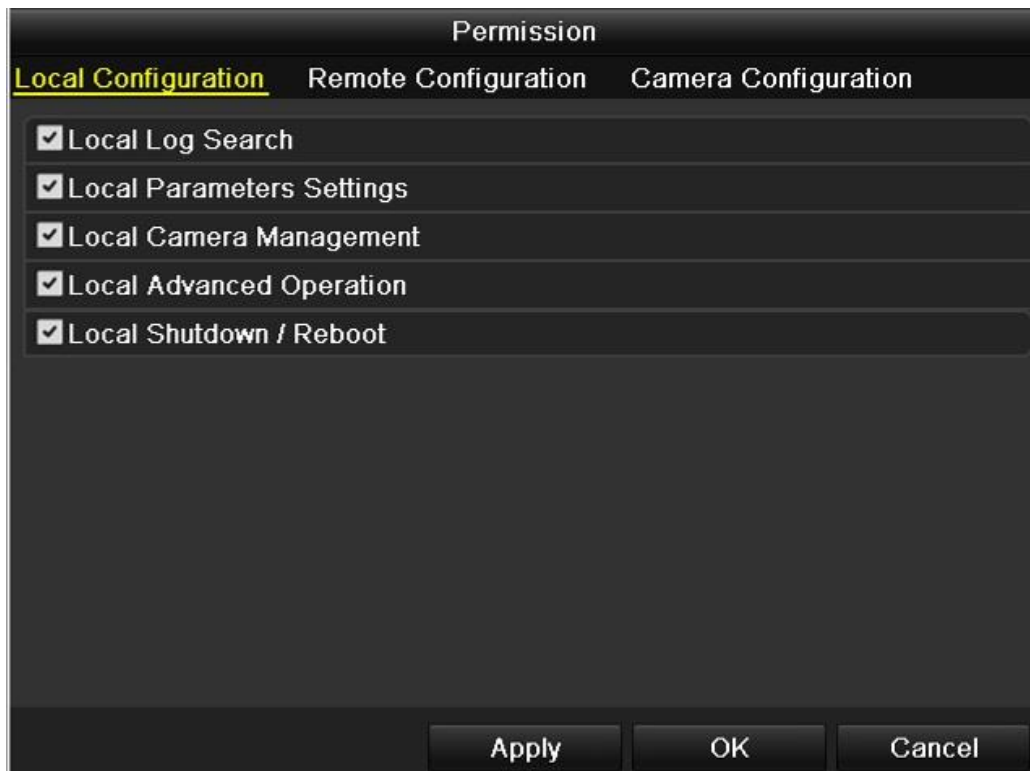 Permission
Local Configuration Remote Configuration Camera Configuration
Local Log Search
Local Parameters Settings
Local Camera Management
Local Advanced Operation
Local Shutdown / Reboot
Apply OK Cancel